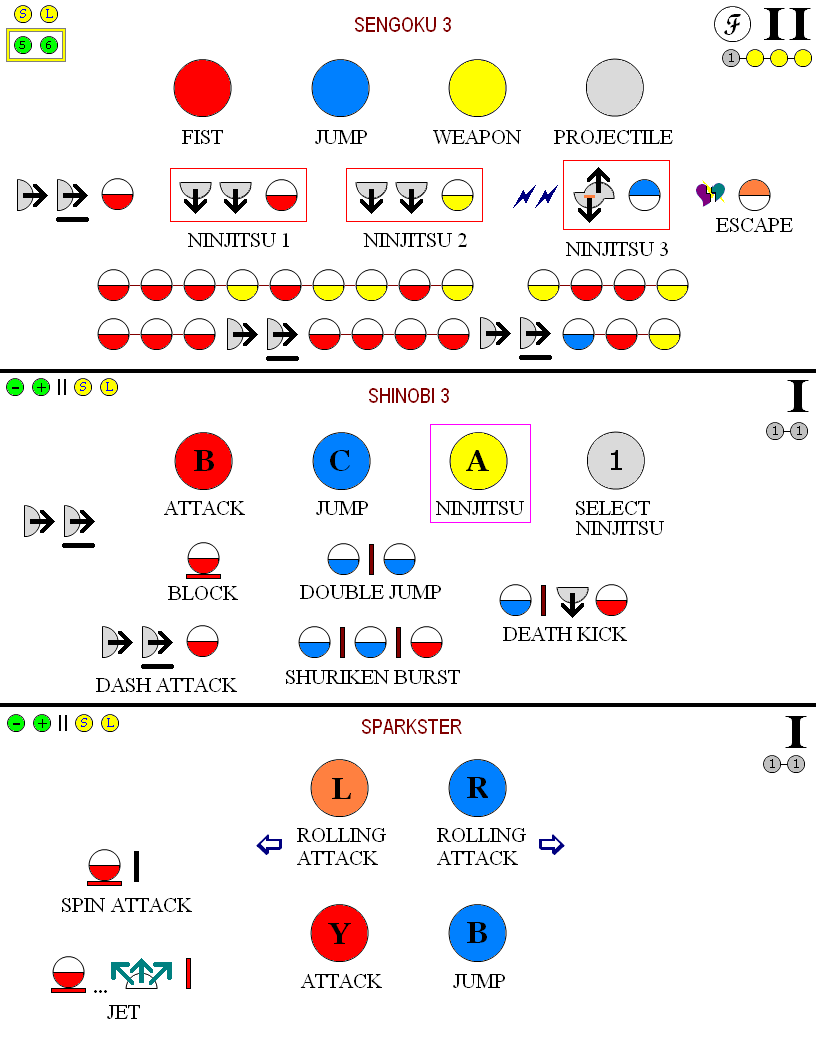 S L
SENGOKU 3
F II
5 6
1
FIST JUMP WEAPON PROJECTILE
NINJITSU 1 NINJITSU 2 NINJITSU 3 ESCAPE
- + II S L
SHINOBI 3
I
1 1
B C A 1
ATTACK JUMP NINJITSU SELECT
NINJITSU
BLOCK DOUBLE JUMP
DEATH KICK
DASH ATTACK SHURIKEN BURST
- + II S L
SPARKSTER
I
1 1
L R
ROLLING ROLLING
ATTACK ATTACK
SPIN ATTACK
Y B
ATTACK JUMP
...
JET